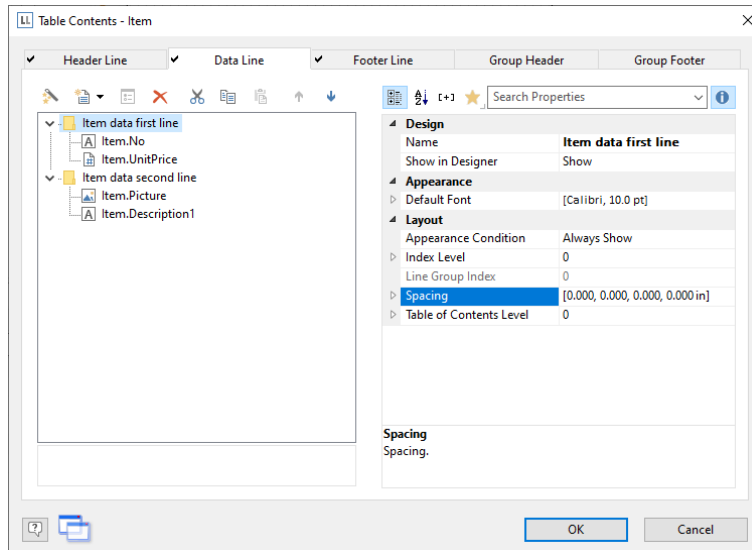 LL Table Contents - Item
Header Line Data Line Footer Line Group Header Group Footer
Search Properties
Item data first line
A Item.No
Item.UnitPrice
Item data second line
Item.Picture
A Item.Description1
Design
Name Item data first line
Show in Designer Show
Appearance
Default Font [Calibri, 10.0 pt]
Layout
Appearance Condition Always Show
Index Level 0
Line Group Index 0
Spacing [0.000, 0.000, 0.000, 0.000 in]
Table of Contents Level 0
Spacing
Spacing.
OK Cancel